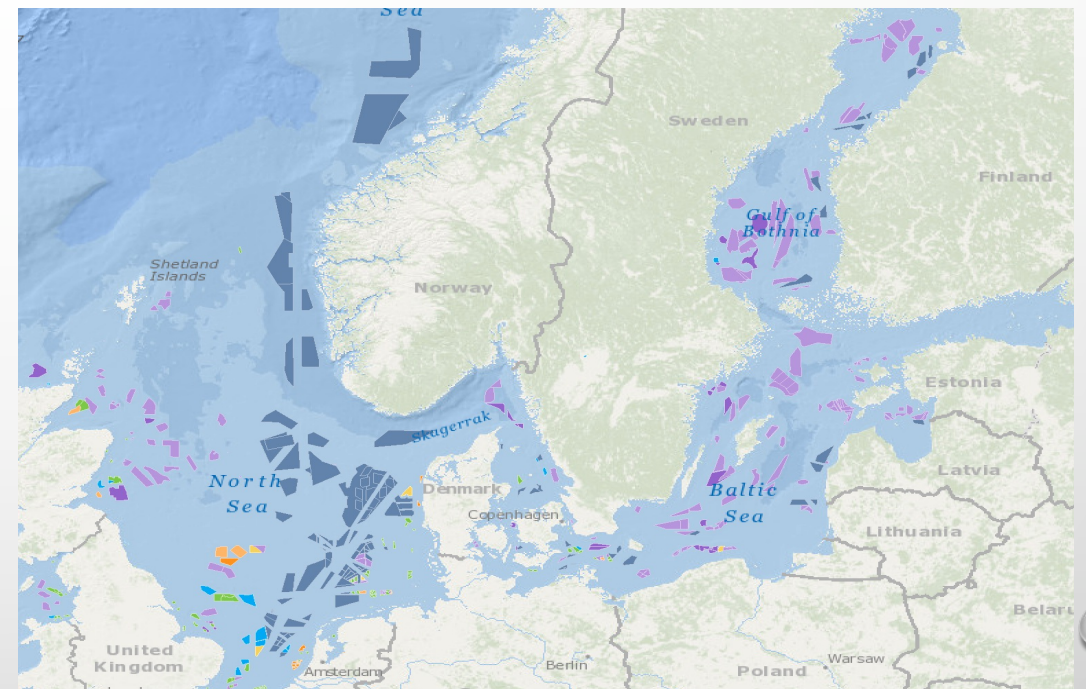 Sea
Sweden
Finland
Gulf of
Bothnia
Shetland
Islands
Norway
Estonia
Skagerrak
Latvia
North
Sea
Denmark
Baltic
Sea
Copenhagen
Lithuania
Belaru
United
Kingdom
Amsterdam
Berlin
Warsaw
Poland